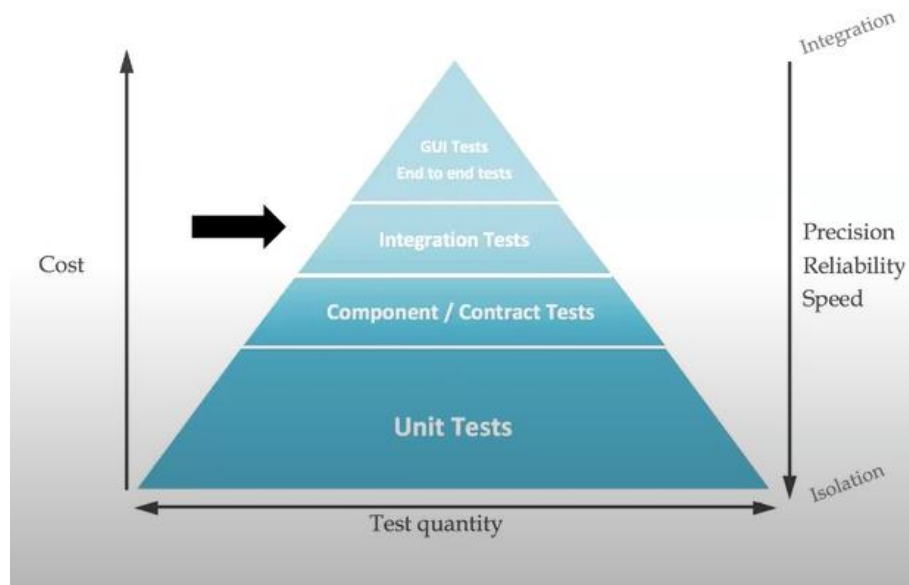 Integration
GUI Tests
End to end tests
Integration Tests
Cost
Precision
Reliability
Speed
Component / Contract Tests
Unit Tests
Isolation
Test quantity